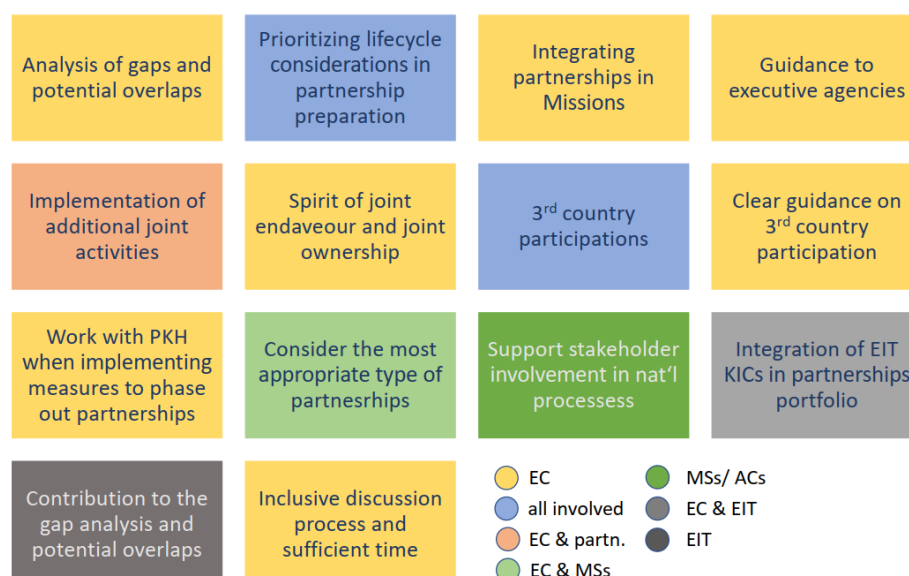 Analysis of gaps and
potential overlaps
Prioritizing lifecycle
considerations in
partnership
preparation
Integrating
partnerships in
Missions
Guidance to
executive agencies
Implementation of
additional joint
activities
Spirit of joint
endaveour and joint
ownership
3rd country
participations
Clear guidance on
3rd country
participation
Work with PKH
when implementing
measures to phase
out partnerships
Consider the most
appropriate type of
partnesrhips
Support stakeholder
involvement in nat'l
processess
Integration of EIT
KICs in partnerships
portfolio
Contribution to the
gap analysis and
potential overlaps
Inclusive discussion
process and
sufficient time
EC
all involved
EC & partn.
EC & MSs
MSs/ ACs
EC & EIT
EIT